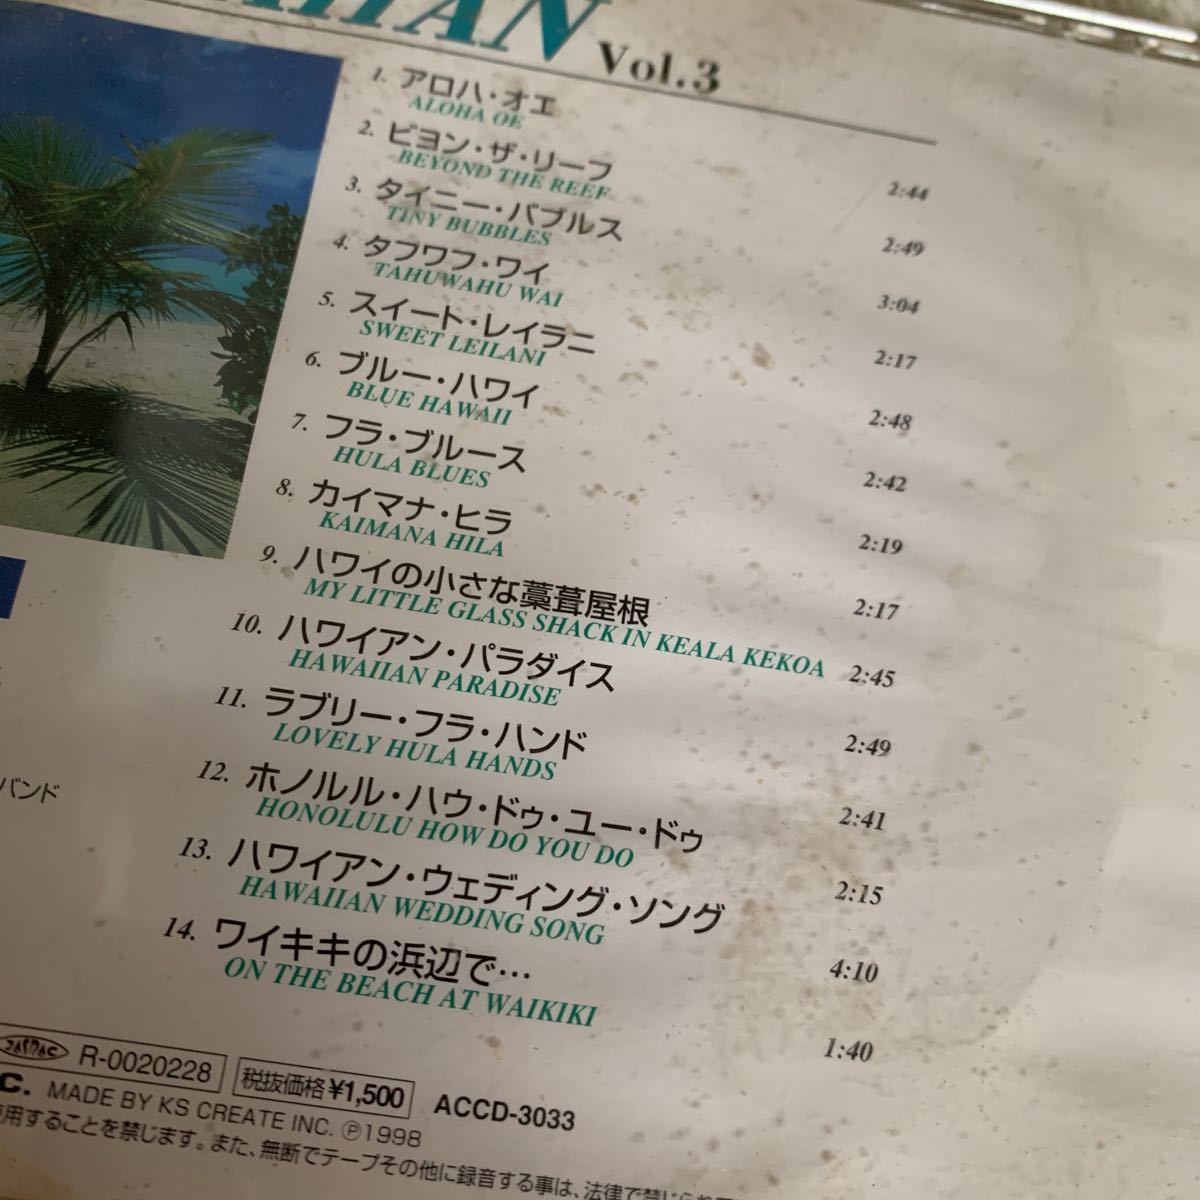 AIIAN Vol.3
1. アロハ・オエ 2:44
ALOHA OE
2. ビヨン・ザ・リーフ 2:49
BEYOND THE REEF
3. タイニー・バブルス 3:04
TINY BUBBLES
4. タフワフ・ワイ 2:17
TAHUWAHU WAI
5. スイート・レイラニ 2:48
SWEET LEILANI
6. ブルー・ハワイ 2:42
BLUE HAWAII
7. フラ・ブルース 2:19
HULA BLUES
8. カイマナ・ヒラ 2:17
KAIMANA HILA
9. ハワイの小さな藁葺屋根 2:45
MY LITTLE GLASS SHACK IN KEALA KEKOA
10. ハワイアン・パラダイス 2:49
HAWAIIAN PARADISE
11. ラブリー・フラ・ハンド 2:41
LOVELY HULA HANDS
12. ホノルル・ハウ・ドゥ・ユー・ドゥ 2:15
HONOLULU HOW DO YOU DO
13. ハワイアン・ウェディング・ソング 4:10
HAWAIIAN WEDDING SONG
14. ワイキキの浜辺で… 1:40
ON THE BEACH AT WAIKIKI
バンド
JASRAC R-0020228 税抜価格¥1,500 ACCD-3033
C. MADE BY KS CREATE INC. Ⓟ1998
使用することを禁じます。また、無断でテープその他に録音する事は、法律で禁じられ